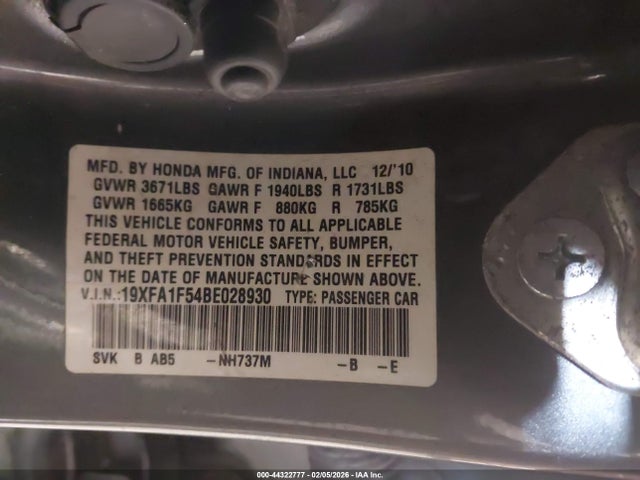 MFD. BY HONDA MFG. OF INDIANA, LLC 12/'10
GVWR 3671LBS GAWR F 1940LBS R 1731LBS
GVWR 1665KG GAWR F 880KG R 785KG
THIS VEHICLE CONFORMS TO ALL APPLICABLE
FEDERAL MOTOR VEHICLE SAFETY, BUMPER,
AND THEFT PREVENTION STANDARDS IN EFFECT
ON THE DATE OF MANUFACTURE SHOWN ABOVE.
V.I.N.:19XFA1F54BE028930 TYPE: PASSENGER CAR
SVK B AB5 -NH737M -B -E
000-44322777 - 02/05/2026 - IAA Inc.